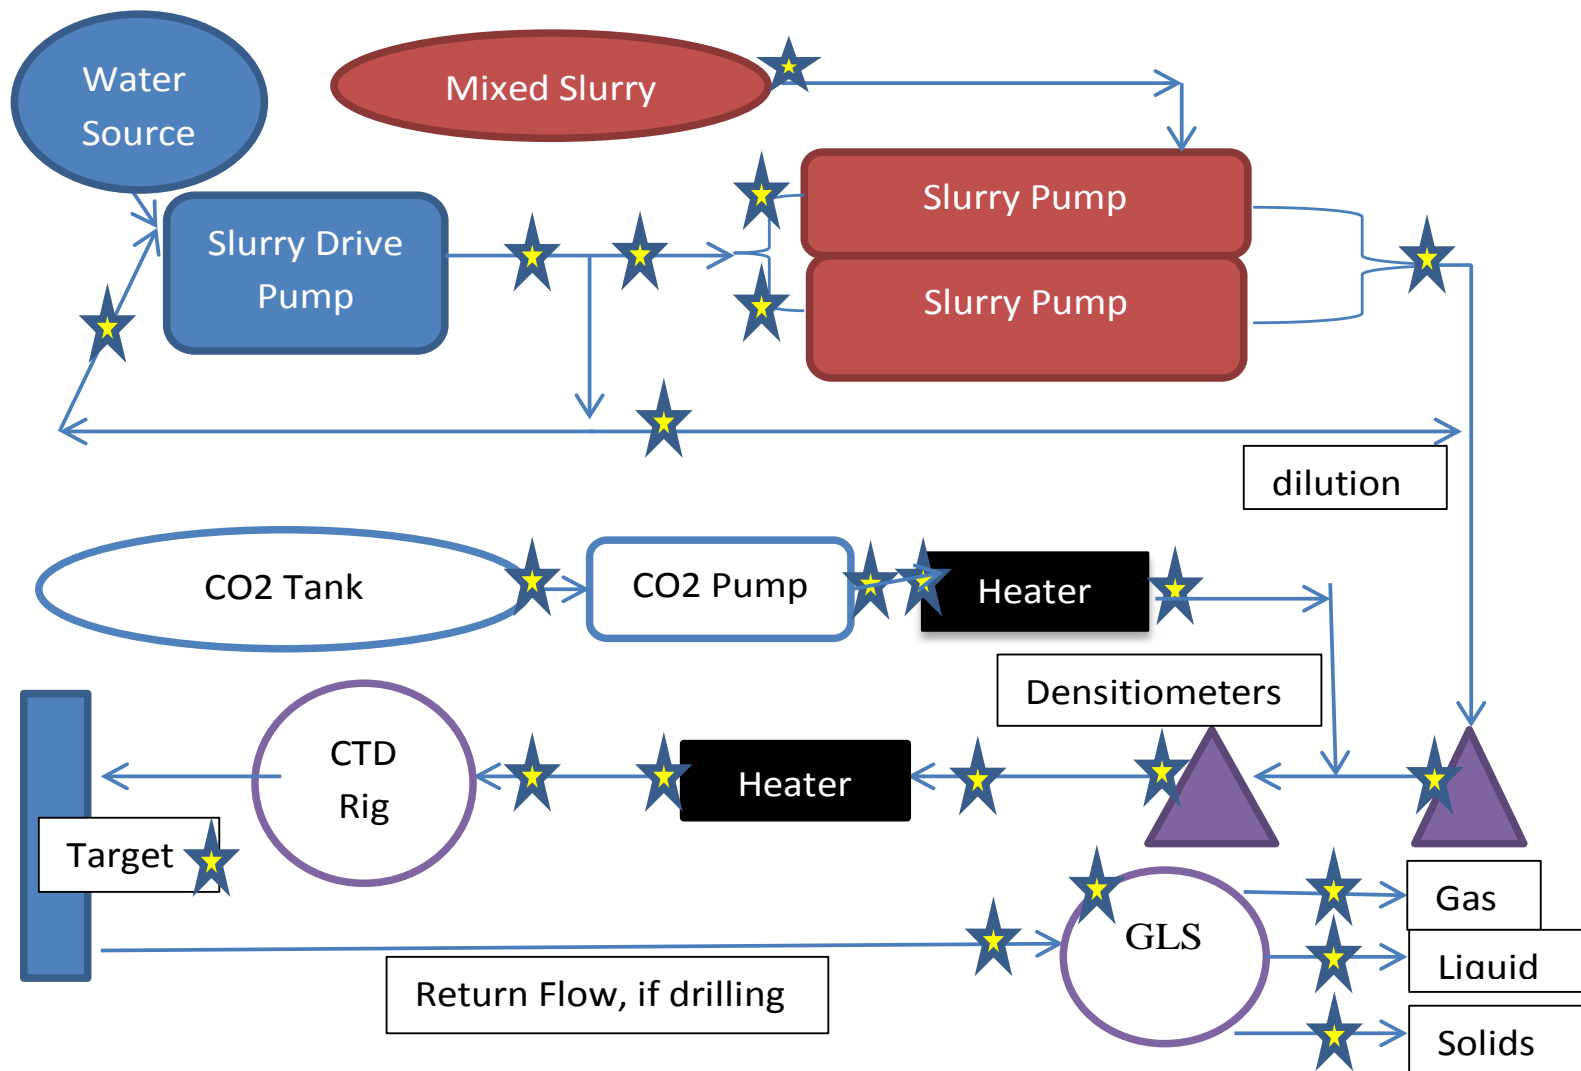 Water
Source
Mixed Slurry
Slurry Drive
Pump
Slurry Pump
Slurry Pump
dilution
CO2 Tank
CO2 Pump
Heater
Densitiometers
CTD
Rig
Heater
Target
GLS
Gas
Liquid
Solids
Return Flow, if drilling